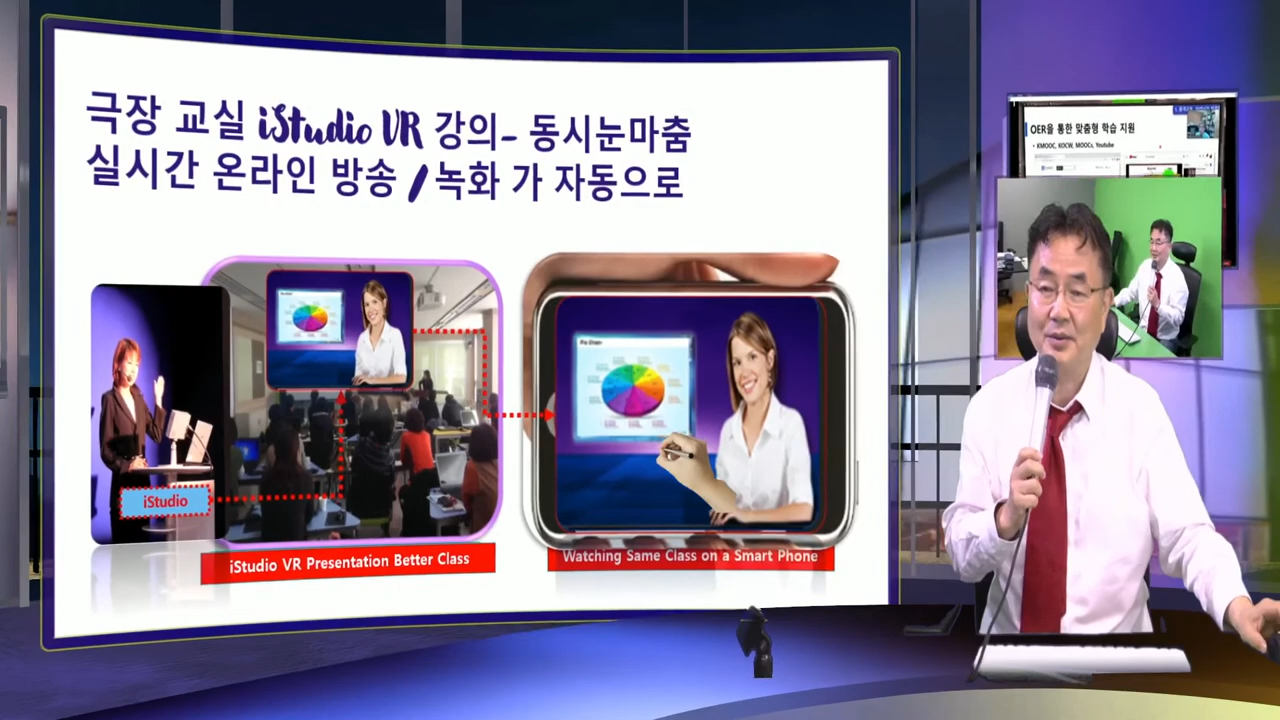 극장 교실 iStudio VR 강의- 동시눈마춤
실시간 온라인 방송 / 녹화 가 자동으로
iStudio
iStudio VR Presentation Better Class
Watching Same Class on a Smart Phone
OER을 통한 맞춤형 학습 지원
• KMOOC, KOCW, MOOCs, Youtube